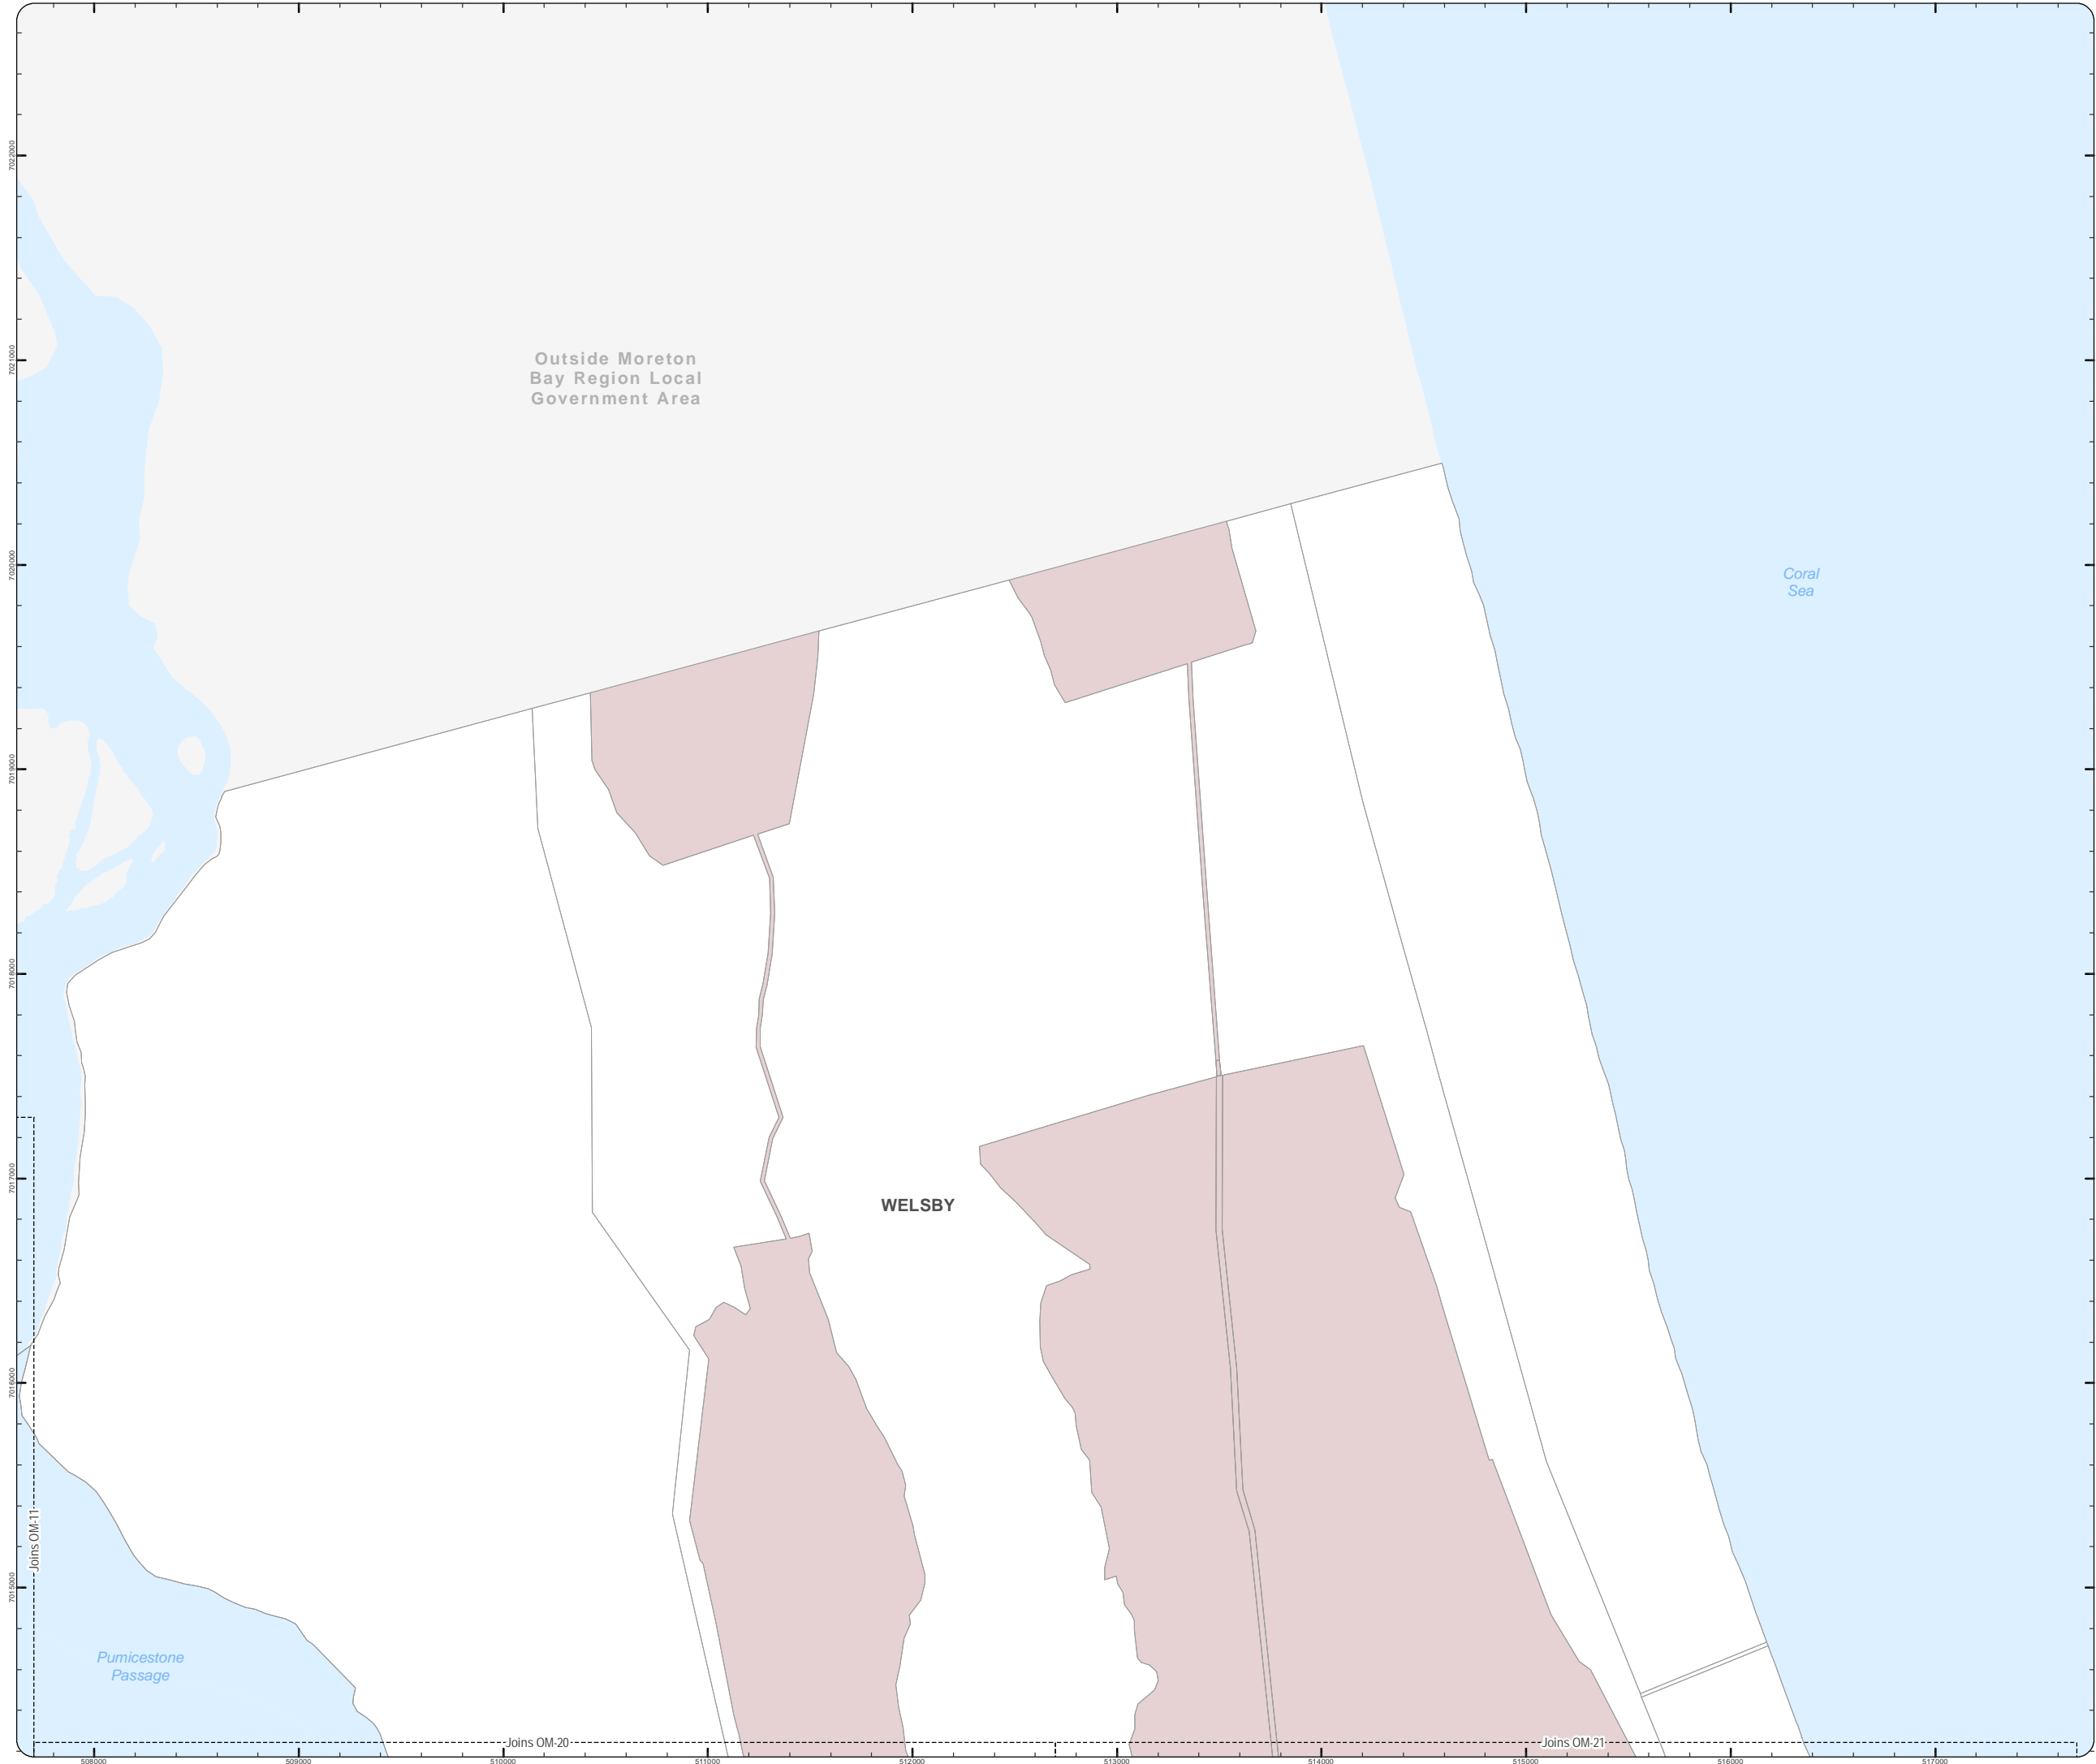 7022000
7021000
Outside Moreton
Bay Region Local
Government Area
7020000
Coral
Sea
7019000
7018000
7017000
WELSBY
7016000
Joins OM-11
7015000
Pumicestone
Passage
Joins OM-20
Joins OM-21
508000
509000
510000
511000
512000
513000
514000
515000
516000
517000